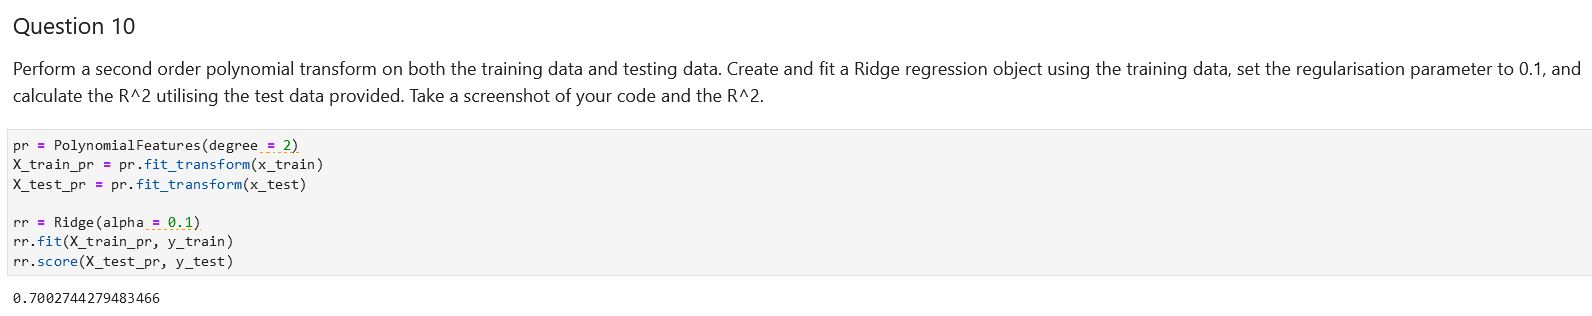 Question 10
Perform a second order polynomial transform on both the training data and testing data. Create and fit a Ridge regression object using the training data, set the regularisation parameter to 0.1, and
calculate the R^2 utilising the test data provided. Take a screenshot of your code and the R^2.
pr = PolynomialFeatures(degree = 2)
X_train_pr = pr.fit_transform(x_train)
X_test_pr = pr.fit_transform(x_test)
rr = Ridge(alpha = 0.1)
rr.fit(X_train_pr, y_train)
rr.score(X_test_pr, y_test)
0.7002744279483466